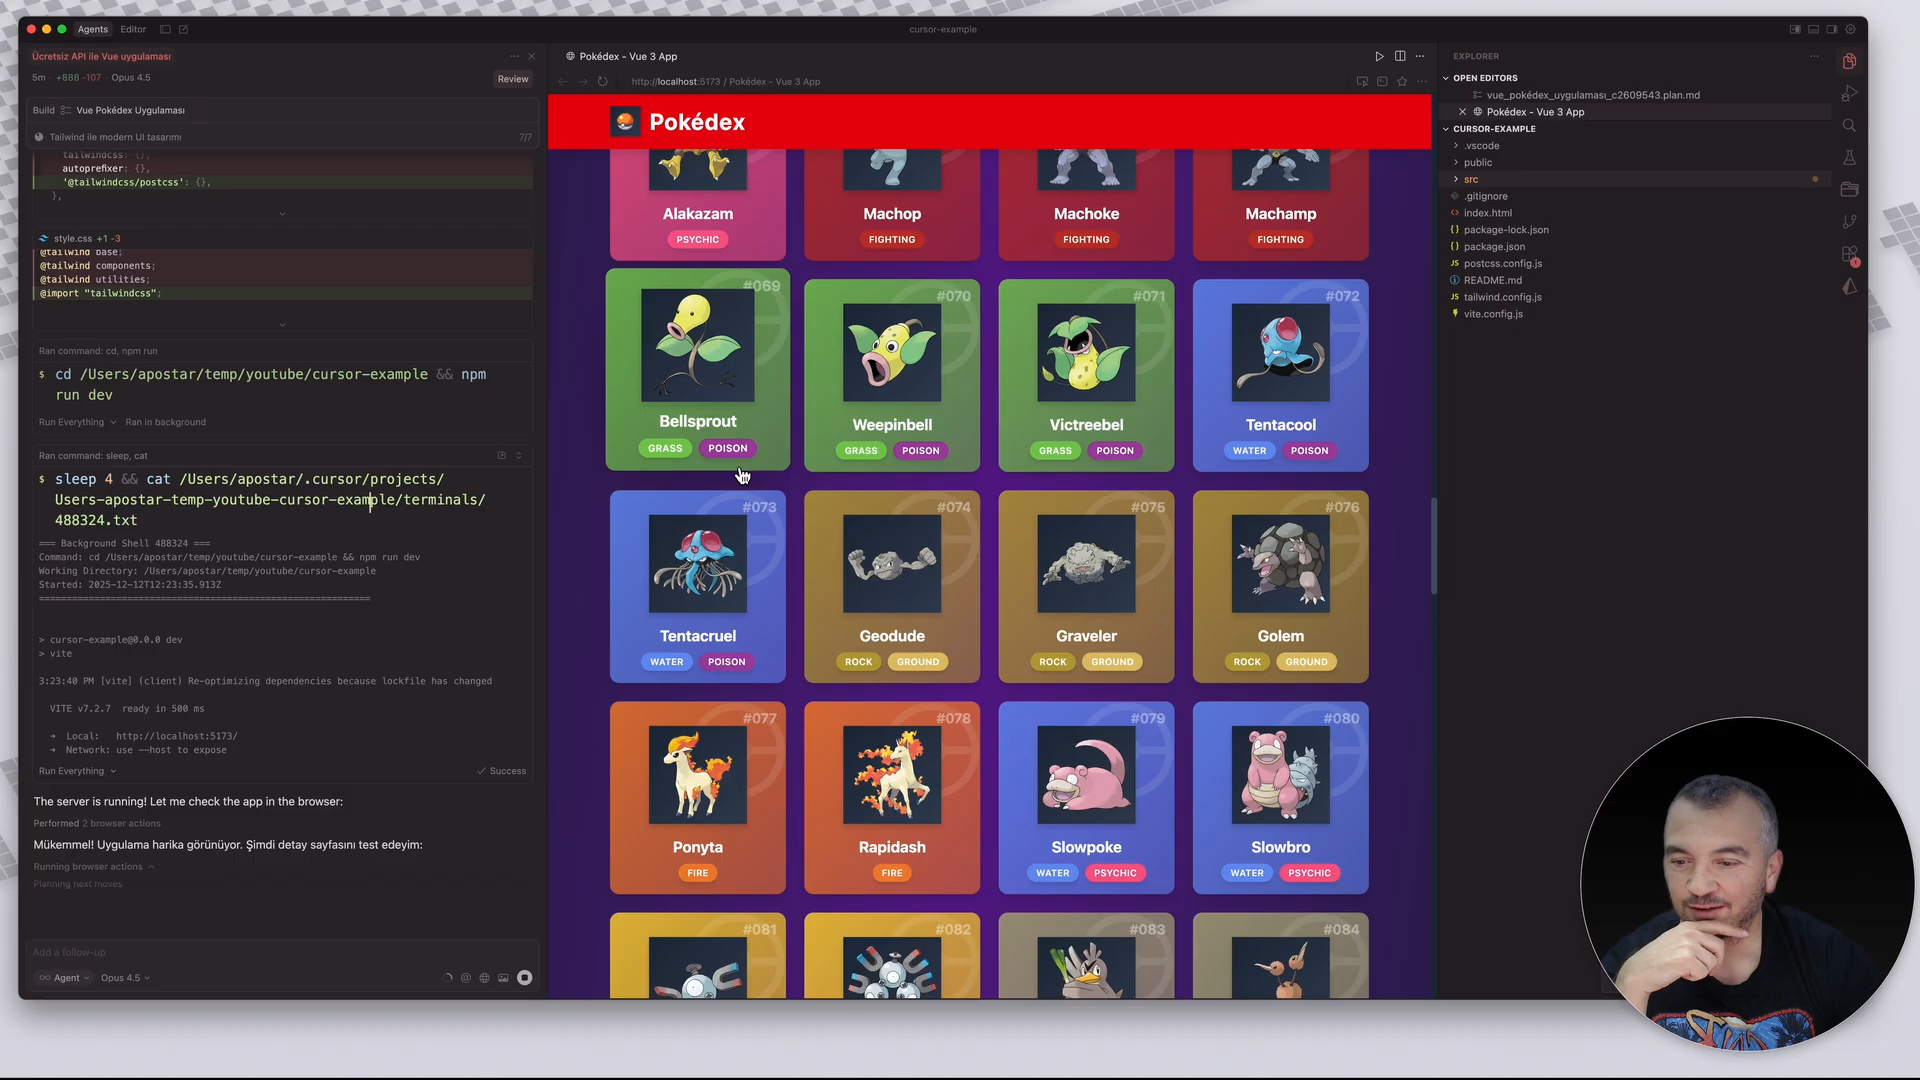 Agents
Editor
cursor-example
Ücretsiz API ile Vue uygulaması
5m · +888 -107 · Opus 4.5
Review
Build Vue Pokédex Uygulaması
Tailwind ile modern UI tasarımı 7/7
tailwindcss: {},
autoprefixer: {},
'@tailwindcss/postcss': {},
},
style.css +1 -3
@tailwind base;
@tailwind components;
@tailwind utilities;
@import "tailwindcss";
Ran command: cd, npm run
$ cd /Users/apostar/temp/youtube/cursor-example && npm
run dev
Run Everything Ran in background
Ran command: sleep, cat
$ sleep 4 && cat /Users/apostar/.cursor/projects/
Users-apostar-temp-youtube-cursor-example/terminals/
488324.txt
=== Background Shell 488324 ===
Command: cd /Users/apostar/temp/youtube/cursor-example && npm run dev
Working Directory: /Users/apostar/temp/youtube/cursor-example
Started: 2025-12-12T12:23:35.913Z
============================================================
> cursor-example@0.0.0 dev
> vite
3:23:40 PM [vite] (client) Re-optimizing dependencies because lockfile has changed
VITE v7.2.7 ready in 500 ms
➜ Local: http://localhost:5173/
➜ Network: use --host to expose
Run Everything
✓ Success
The server is running! Let me check the app in the browser:
Performed 2 browser actions
Mükemmel! Uygulama harika görünüyor. Şimdi detay sayfasını test edeyim:
Running browser actions
Planning next moves
Add a follow-up
Agent
Opus 4.5
Pokédex - Vue 3 App
http://localhost:5173 / Pokédex - Vue 3 App
Pokédex
Alakazam
PSYCHIC
Machop
FIGHTING
Machoke
FIGHTING
Machamp
FIGHTING
#069
Bellsprout
GRASS POISON
#070
Weepinbell
GRASS POISON
#071
Victreebel
GRASS POISON
#072
Tentacool
WATER POISON
#073
Tentacruel
WATER POISON
#074
Geodude
ROCK GROUND
#075
Graveler
ROCK GROUND
#076
Golem
ROCK GROUND
#077
Ponyta
FIRE
#078
Rapidash
FIRE
#079
Slowpoke
WATER PSYCHIC
#080
Slowbro
WATER PSYCHIC
#081
#082
#083
#084
EXPLORER
OPEN EDITORS
vue_pokédex_uygulaması_c2609543.plan.md
Pokédex - Vue 3 App
CURSOR-EXAMPLE
.vscode
public
src
.gitignore
index.html
package-lock.json
package.json
JS postcss.config.js
README.md
JS tailwind.config.js
vite.config.js